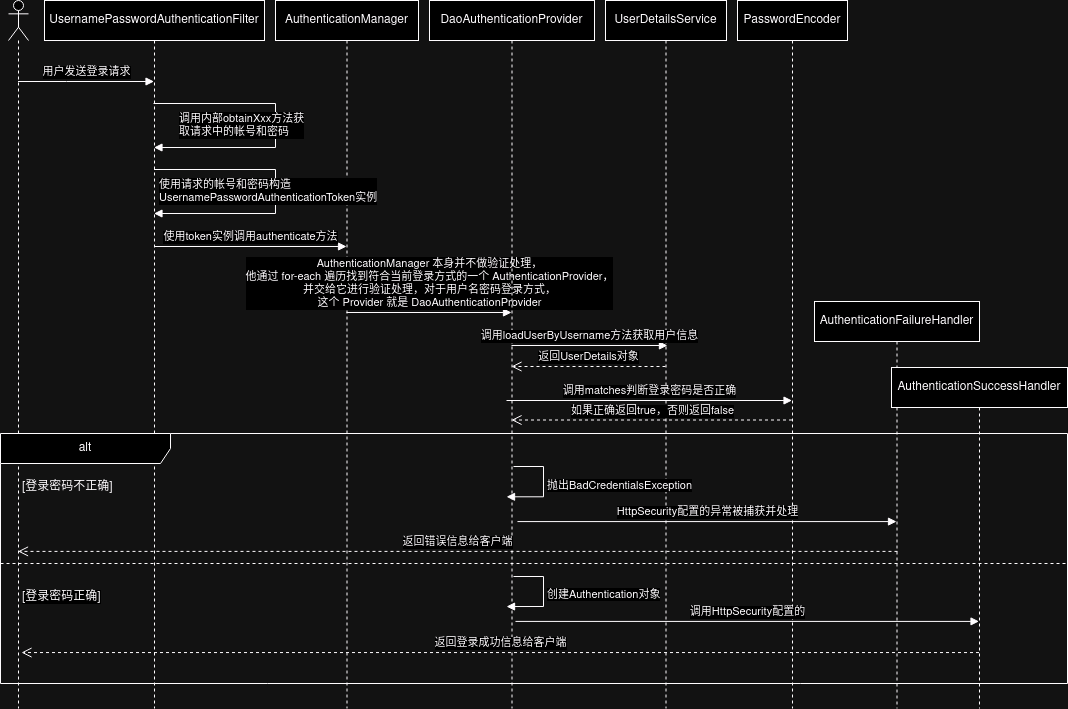 UsernamePasswordAuthenticationFilter
AuthenticationManager
DaoAuthenticationProvider
UserDetailsService
PasswordEncoder
用户发送登录请求
调用内部obtainXxx方法获
取请求中的帐号和密码
使用请求的帐号和密码构造
UsernamePasswordAuthenticationToken实例
使用token实例调用authenticate方法
AuthenticationManager 本身并不做验证处理，
他通过 for-each 遍历找到符合当前登录方式的一个 AuthenticationProvider，
并交给它进行验证处理，对于用户名密码登录方式，
这个 Provider 就是 DaoAuthenticationProvider
AuthenticationFailureHandler
调用loadUserByUsername方法获取用户信息
返回UserDetails对象
AuthenticationSuccessHandler
调用matches判断登录密码是否正确
如果正确返回true，否则返回false
alt
[登录密码不正确]
抛出BadCredentialsException
HttpSecurity配置的异常被捕获并处理
返回错误信息给客户端
[登录密码正确]
创建Authentication对象
调用HttpSecurity配置的
返回登录成功信息给客户端